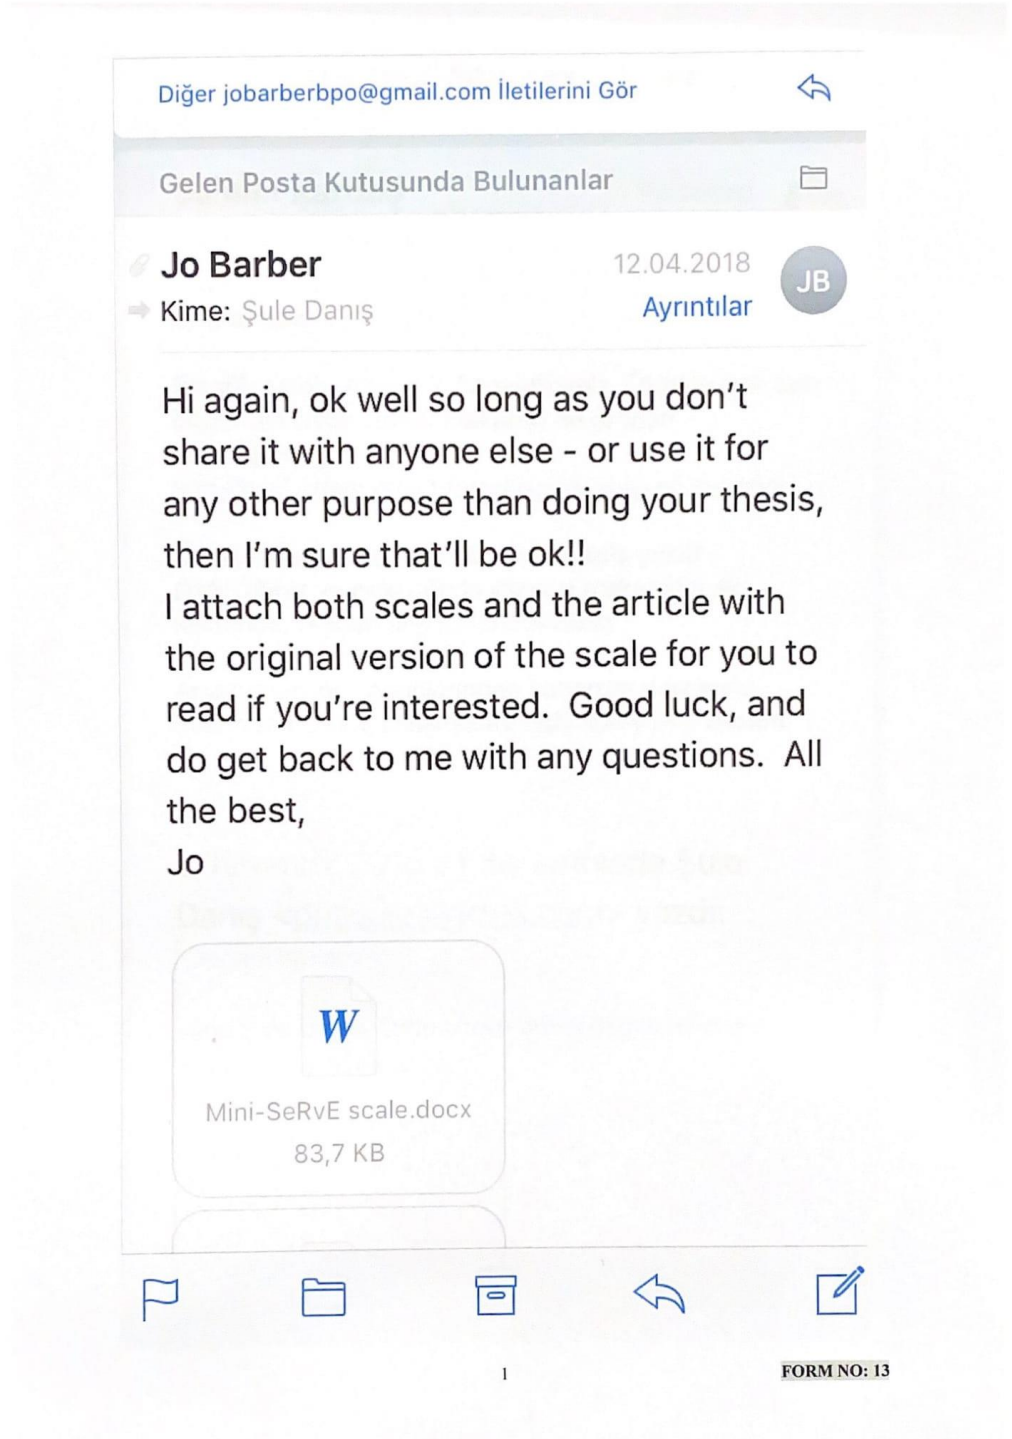 Diğer jobarberbpo@gmail.com İletilerini Gör
Gelen Posta Kutusunda Bulunanlar
Jo Barber
12.04.2018
JB
Kime: Şule Danış
Ayrıntılar
Hi again, ok well so long as you don't
share it with anyone else - or use it for
any other purpose than doing your thesis,
then I'm sure that'll be ok!!
I attach both scales and the article with
the original version of the scale for you to
read if you're interested.  Good luck, and
do get back to me with any questions.  All
the best,
Jo
W
Mini-SeRvE scale.docx
83,7 KB
1
FORM NO: 13